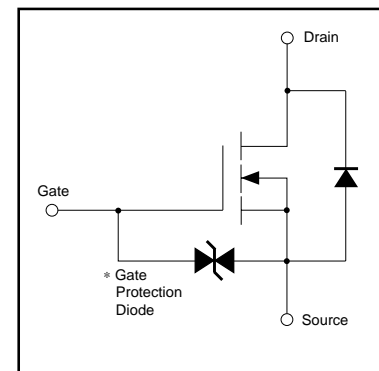 Drain
Gate
* Gate
Protection
Diode
Source